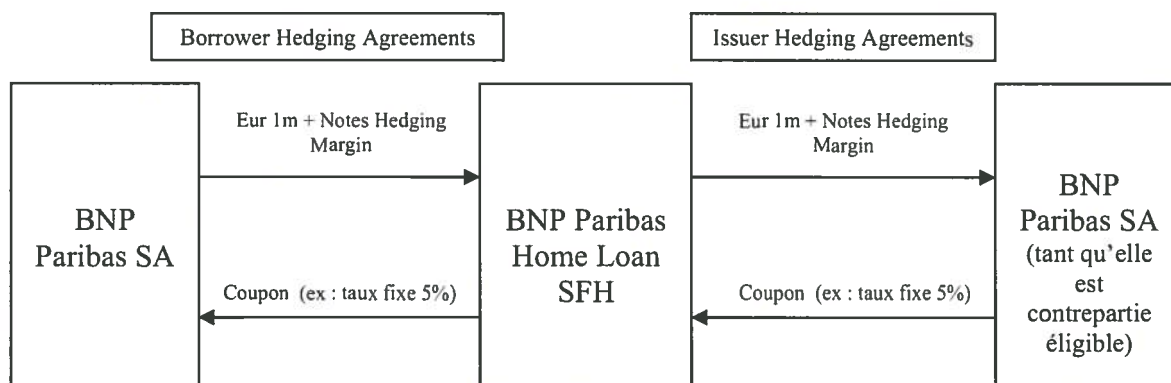 Borrower Hedging Agreements
Issuer Hedging Agreements
Eur 1m + Notes Hedging
Margin
Eur 1m + Notes Hedging
Margin
BNP
Paribas SA
BNP Paribas
Home Loan
SFH
BNP
Paribas SA
(tant qu'elle
est
contrepartie
éligible)
Coupon (ex : taux fixe 5%)
Coupon (ex : taux fixe 5%)